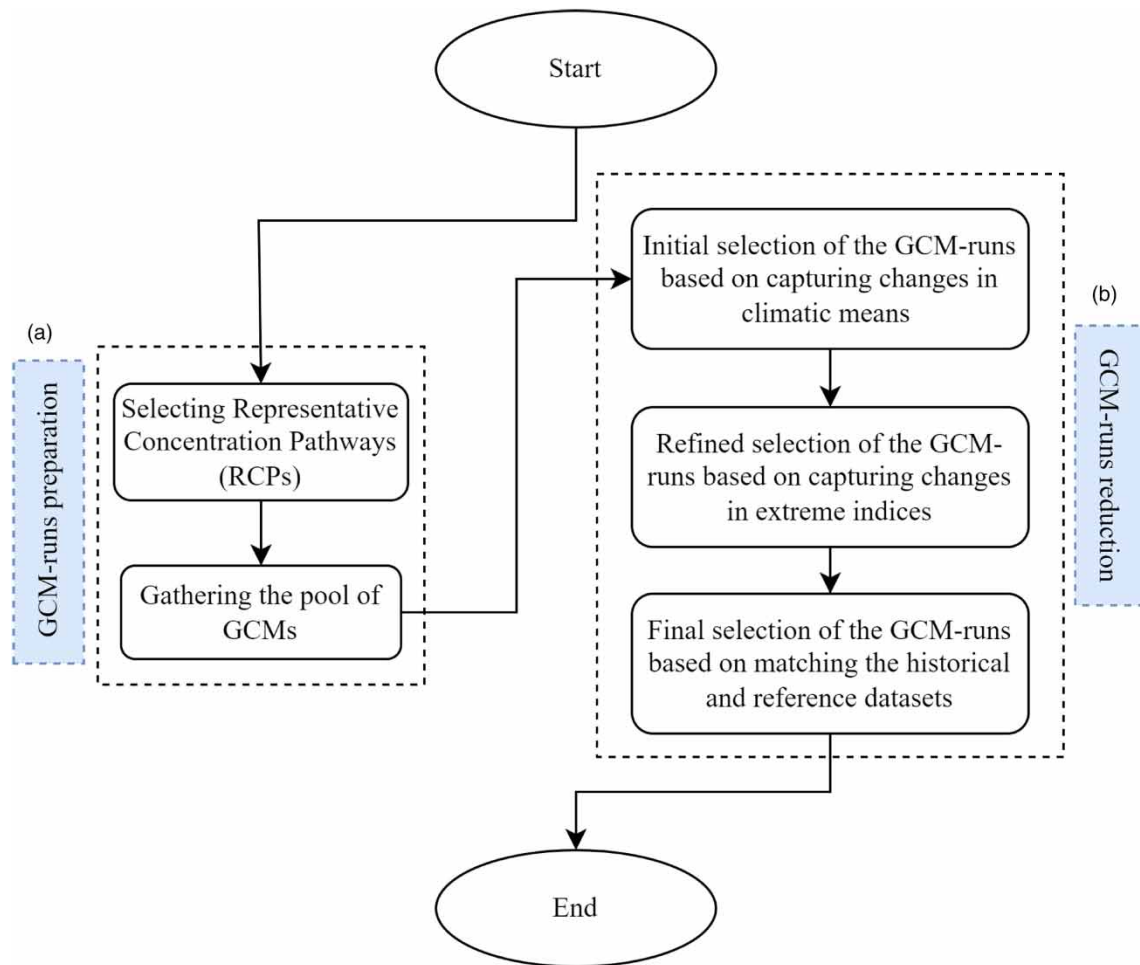 Start
(a)
GCM-runs preparation
Selecting Representative
Concentration Pathways
(RCPs)
Gathering the pool of
GCMs
(b)
GCM-runs reduction
Initial selection of the GCM-runs
based on capturing changes in
climatic means
Refined selection of the GCM-
runs based on capturing changes
in extreme indices
Final selection of the GCM-runs
based on matching the historical
and reference datasets
End